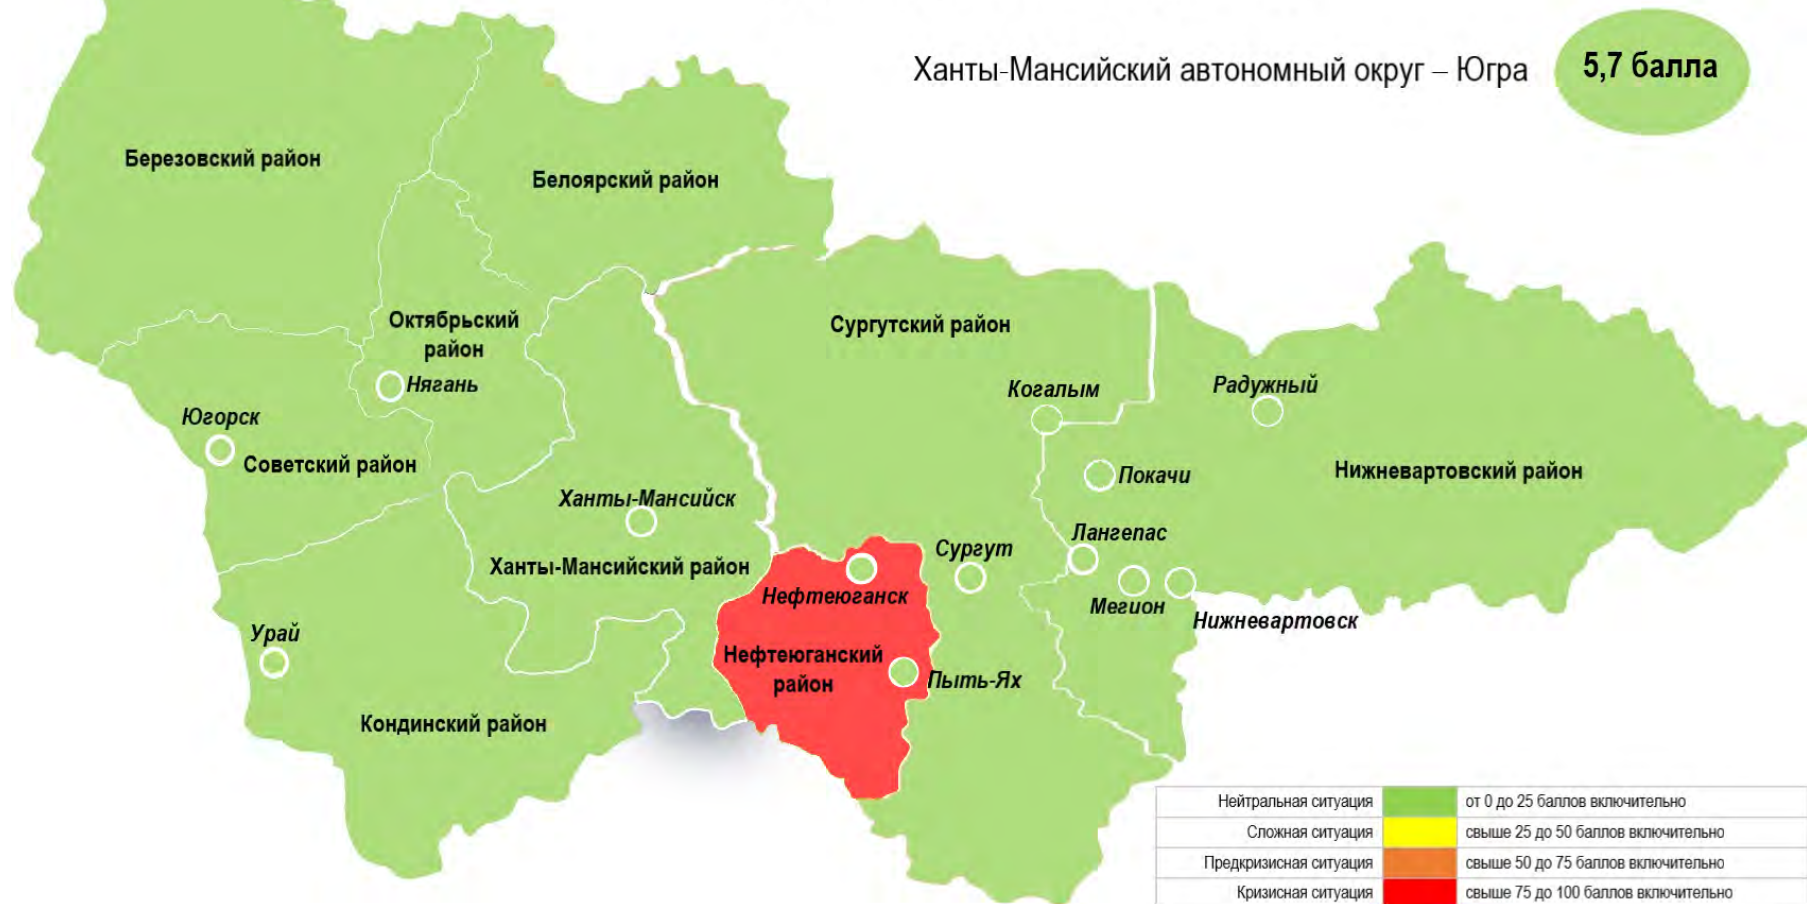 Ханты-Мансийский автономный округ – Югра
5,7 балла
Березовский район
Белоярский район
Октябрьский
район
Сургутский район
Нягань
Когалым
Радужный
Югорск
Советский район
Нижневартовский район
Покачи
Ханты-Мансийск
Лангепас
Сургут
Ханты-Мансийский район
Нефтеюганск
Мегион
Нижневартовск
Урай
Нефтеюганский
район
Пыть-Ях
Кондинский район
Нейтральная ситуация от 0 до 25 баллов включительно
Сложная ситуация свыше 25 до 50 баллов включительно
Предкризисная ситуация свыше 50 до 75 баллов включительно
Кризисная ситуация свыше 75 до 100 баллов включительно